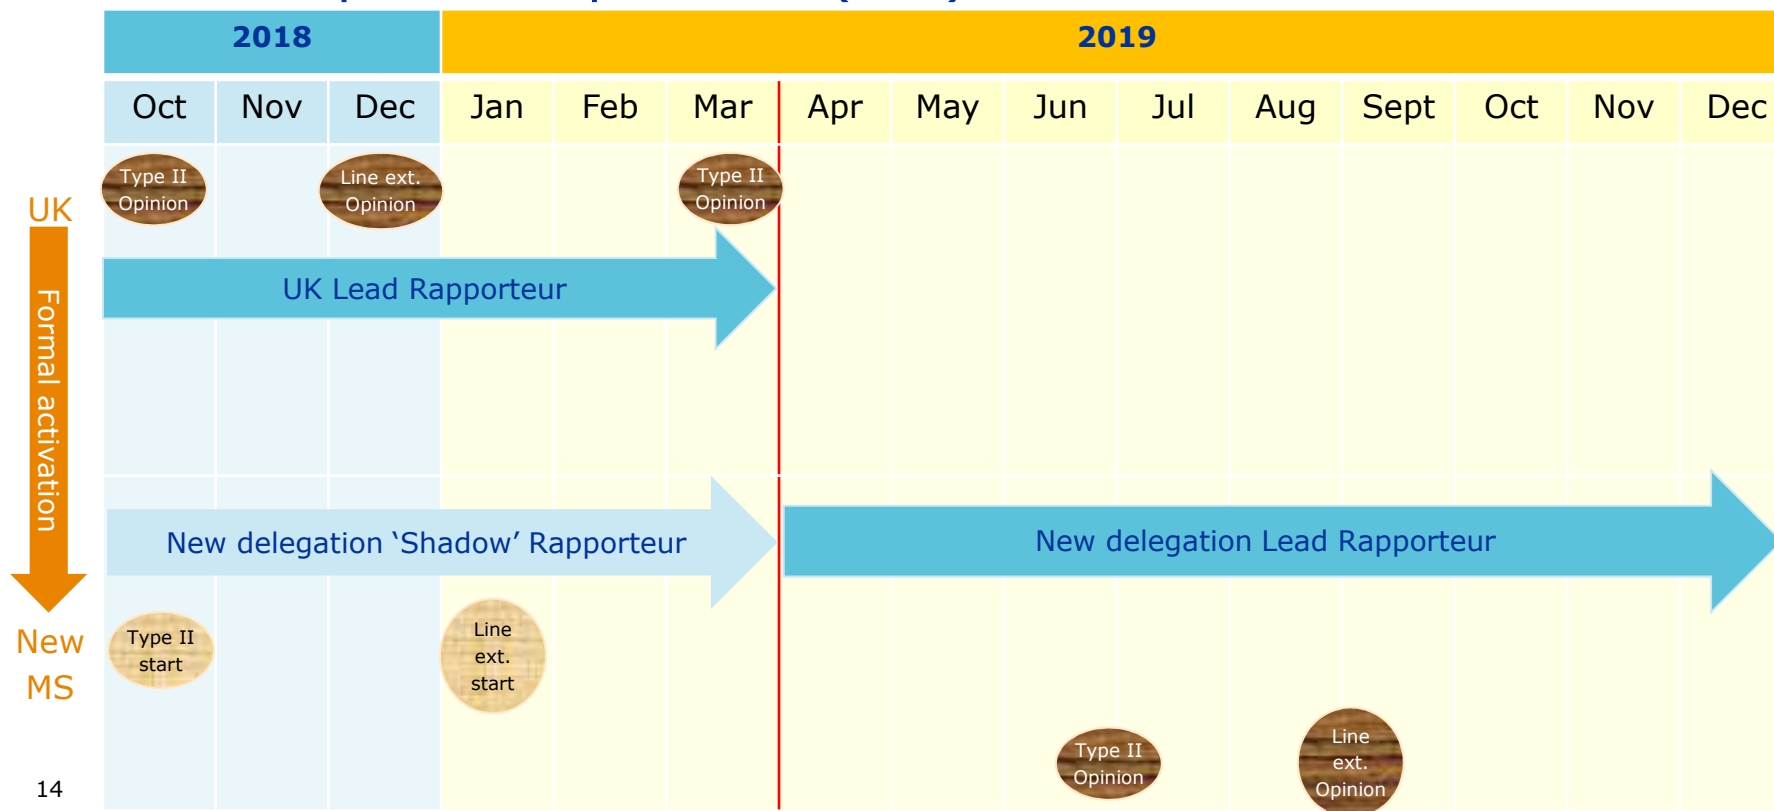 2018
2019
Oct Nov Dec Jan Feb Mar Apr May Jun Jul Aug Sept Oct Nov Dec
Type II
Opinion
Line ext.
Opinion
Type II
Opinion
UK
UK Lead Rapporteur
Formal activation
New delegation ‘Shadow’ Rapporteur
New delegation Lead Rapporteur
New
MS
Type II
start
Line
ext.
start
Type II
Opinion
Line
ext.
Opinion
14